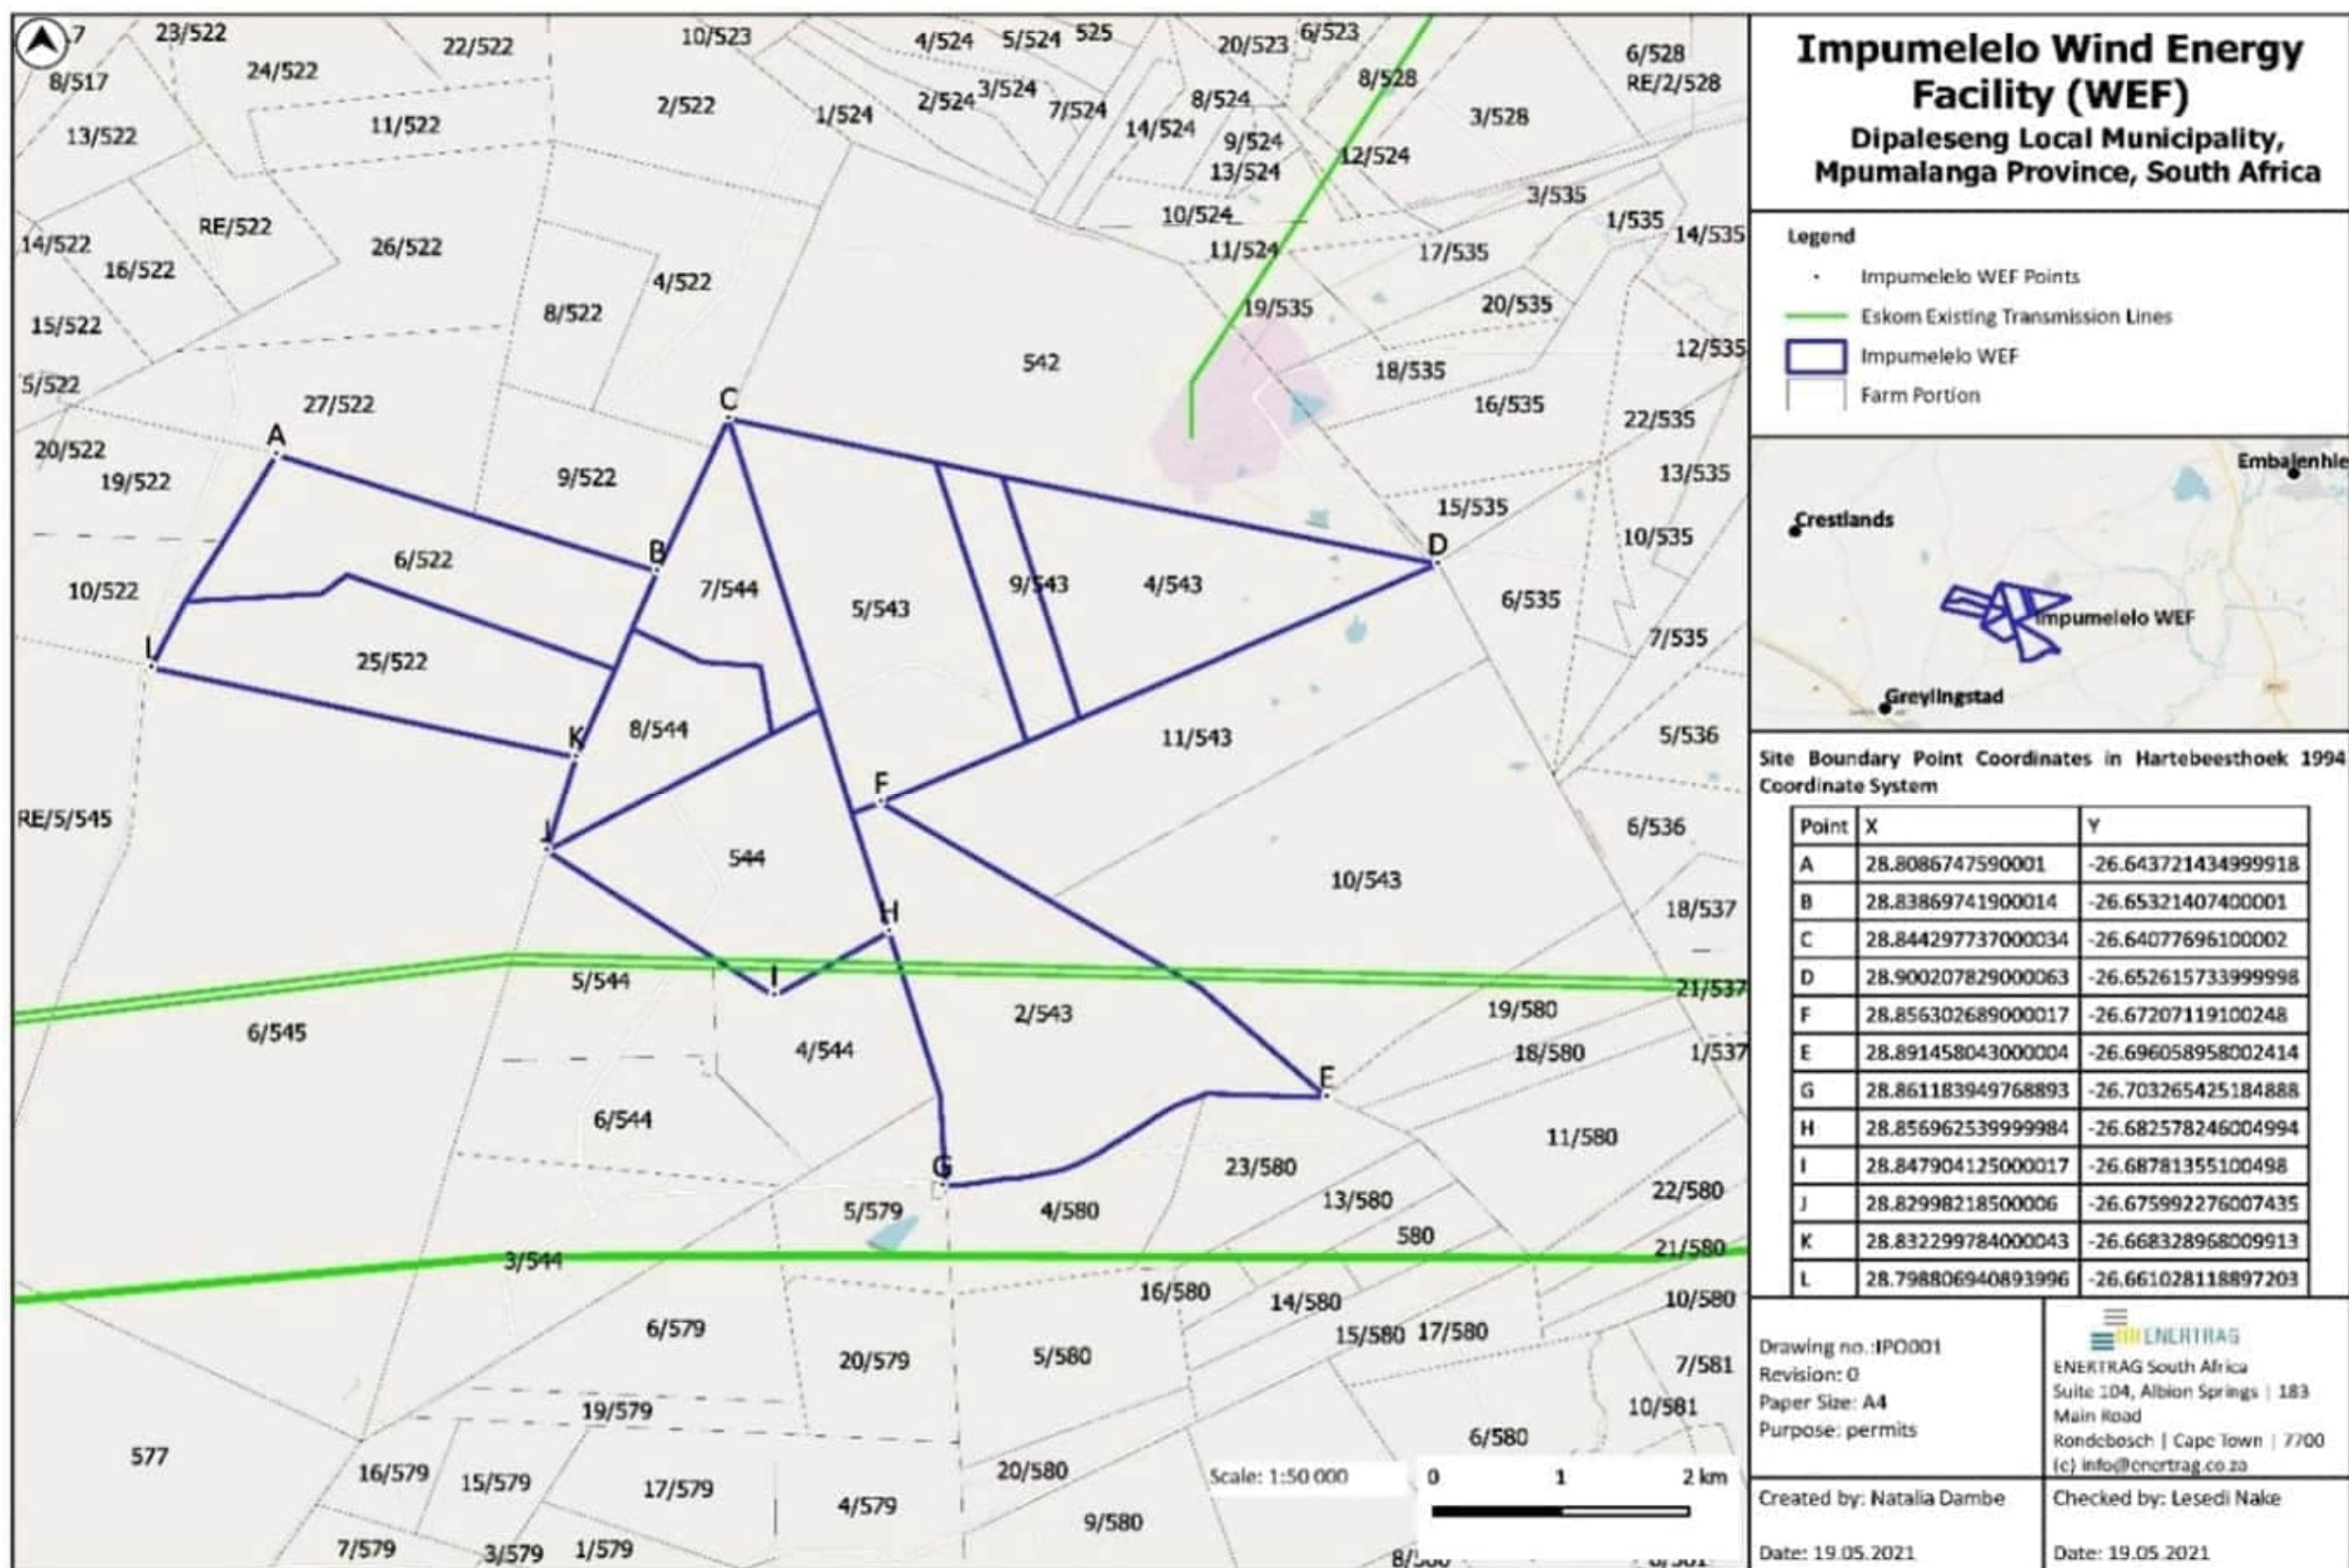 23/522
22/522
10/523
4/524
5/524
525
20/523
6/523
6/528
RE/2/528
8/517
24/522
8/528
13/522
11/522
2/522
1/524
2/524
3/524
7/524
8/524
14/524
9/524
3/528
12/524
13/524
3/535
RE/522
10/524
1/535
14/535
14/522
16/522
26/522
4/522
11/524
17/535
8/522
19/535
20/535
15/522
542
18/535
12/535
5/522
27/522
C
16/535
22/535
A
20/522
19/522
9/522
13/535
15/535
B
D
10/535
6/522
10/522
7/544
5/543
9/543
4/543
6/535
7/535
L
25/522
K
8/544
11/543
5/536
F
RE/5/545
J
544
6/536
10/543
H
18/537
I
5/544
21/537
6/545
2/543
19/580
4/544
18/580
1/537
E
6/544
11/580
G
23/580
22/580
5/579
4/580
13/580
580
21/580
3/544
16/580
14/580
10/580
6/579
15/580
17/580
20/579
5/580
7/581
19/579
10/581
577
6/580
16/579
15/579
17/579
20/580
4/579
9/580
7/579
3/579
1/579
Scale: 1:50 000
0 1 2 km
Impumelelo Wind Energy
Facility (WEF)
Dipaleseng Local Municipality,
Mpumalanga Province, South Africa
Legend
Impumelelo WEF Points
Eskom Existing Transmission Lines
Impumelelo WEF
Farm Portion
Embalenhle
Crestlands
Impumelelo WEF
Greylingstad
Site Boundary Point Coordinates in Hartebeesthoek 1994
Coordinate System
Point X Y
A 28.8086747590001 -26.643721434999918
B 28.83869741900014 -26.65321407400001
C 28.844297737000034 -26.64077696100002
D 28.900207829000063 -26.652615733999998
F 28.856302689000017 -26.67207119100248
E 28.891458043000004 -26.696058958002414
G 28.861183949768893 -26.703265425184888
H 28.856962539999984 -26.682578246004994
I 28.847904125000017 -26.68781355100498
J 28.82998218500006 -26.675992276007435
K 28.832299784000043 -26.668328968009913
L 28.798806940893996 -26.661028118897203
Drawing no.:IPO001
Revision: 0
Paper Size: A4
Purpose: permits
ENERTRAG
ENERTRAG South Africa
Suite 104, Albion Springs | 183
Main Road
Rondebosch | Cape Town | 7700
(e) info@enertrag.co.za
Created by: Natalia Dambe
Date: 19.05.2021
Checked by: Lesedi Nake
Date: 19.05.2021